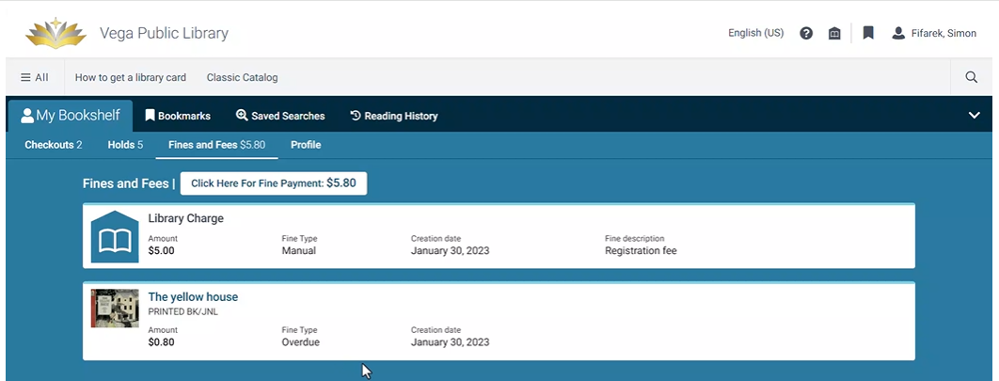 Vega Public Library
English (US)
Fifarek, Simon
All
How to get a library card
Classic Catalog
My Bookshelf
Bookmarks
Saved Searches
Reading History
Checkouts 2
Holds 5
Fines and Fees $5.80
Profile
Fines and Fees |
Click Here For Fine Payment: $5.80
Library Charge
Amount
Fine Type
Creation date
Fine description
$5.00
Manual
January 30, 2023
Registration fee
The yellow house
PRINTED BK/JNL
Amount
Fine Type
Creation date
$0.80
Overdue
January 30, 2023